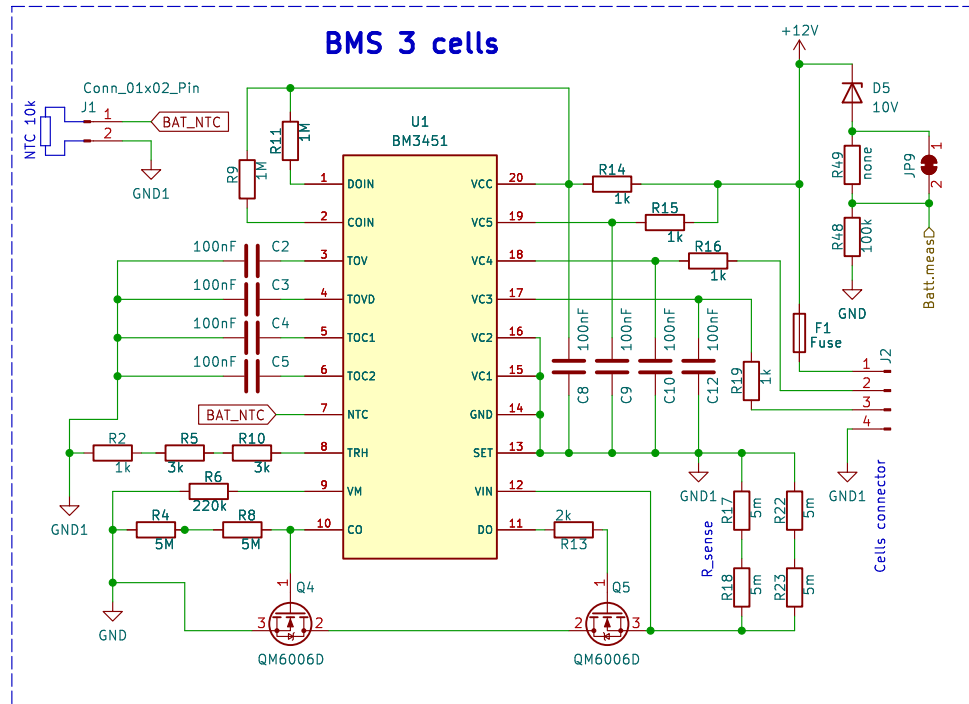 BMS 3 cells
+12V
Conn_01x02_Pin
J1
1
2
NTC 10k
BAT_NTC
GND1
D5
10V
R49
none
JP9
1
2
R48
100k
GND
Batt.meas
U1
BM3451
R11
1M
R9
1M
1 DOIN
2 COIN
3 TOV
4 TOVD
5 TOC1
6 TOC2
7 NTC
8 TRH
9 VM
10 CO
VCC 20
VC5 19
VC4 18
VC3 17
VC2 16
VC1 15
GND 14
SET 13
VIN 12
DO 11
100nF C2
100nF C3
100nF C4
100nF C5
BAT_NTC
R2
1k
R5
3k
R10
3k
R6
220k
R4
5M
R8
5M
GND1
GND
R14
1k
R15
1k
R16
1k
100nF
C8
100nF
C9
100nF
C10
100nF
C12
R19
1k
F1
Fuse
J2
1
2
3
4
GND1
GND1
Cells connector
R_sense
R17
5m
R22
5m
R18
5m
R23
5m
2k
R13
1
Q4
3
2
QM6006D
1
Q5
2
3
QM6006D